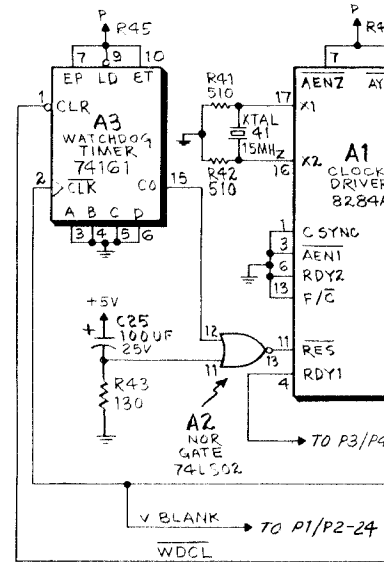 P
R45
P
R4
7 9 10
EP LD ET
1
CLR
A3
WATCHDOG
TIMER
74161
2
CLK
CO
15
A B C D
3 4 5 6
R41
510
XTAL
41
15MHZ
R42
510
7
AENZ
AY
17
X1
X2
16
A1
CLOCK
DRIVER
8284A
1
C SYNC
3
AEN1
6
RDY2
13
F/C
+5V
+
C25
100UF
25V
R43
130
12
11
13
11
RES
RDY1
4
A2
NOR
GATE
74LS02
TO P3/P4
V BLANK
TO P1/P2-24
WDCL